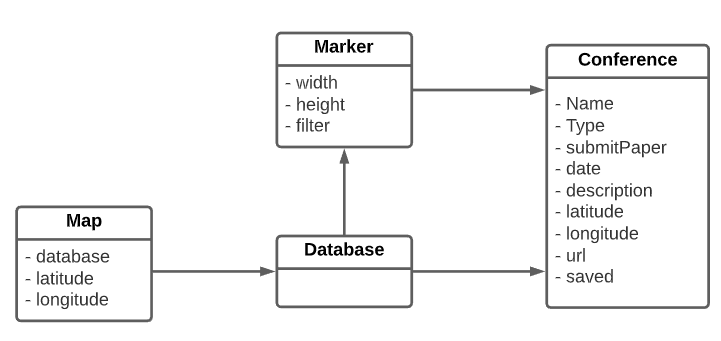 Marker
- width
- height
- filter
Conference
- Name
- Type
- submitPaper
- date
- description
- latitude
- longitude
- url
- saved
Map
- database
- latitude
- longitude
Database